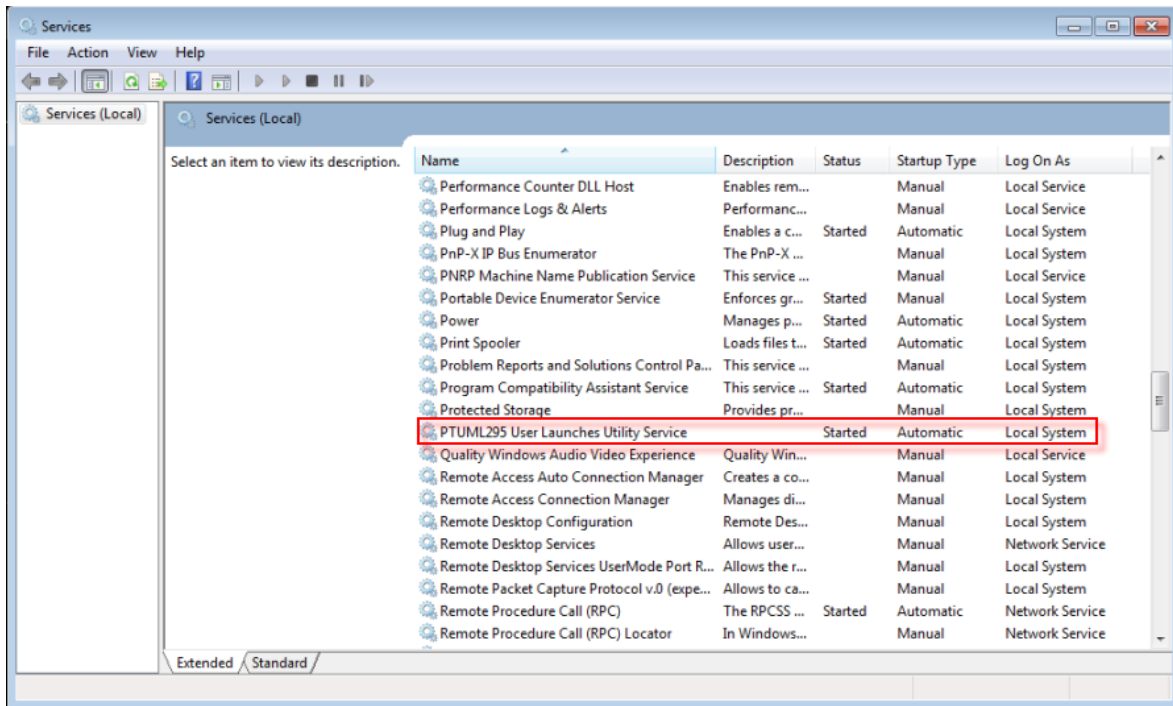 Services
File Action View Help
Services (Local)
Services (Local)
Select an item to view its description.
Name Description Status Startup Type Log On As
Performance Counter DLL Host Enables rem... Manual Local Service
Performance Logs & Alerts Performanc... Manual Local Service
Plug and Play Enables a c... Started Automatic Local System
PnP-X IP Bus Enumerator The PnP-X ... Manual Local System
PNRP Machine Name Publication Service This service ... Manual Local Service
Portable Device Enumerator Service Enforces gr... Started Manual Local System
Power Manages p... Started Automatic Local System
Print Spooler Loads files t... Started Automatic Local System
Problem Reports and Solutions Control Pa... This service ... Manual Local System
Program Compatibility Assistant Service This service ... Started Automatic Local System
Protected Storage Provides pr... Manual Local System
PTUML295 User Launches Utility Service Started Automatic Local System
Quality Windows Audio Video Experience Quality Win... Manual Local Service
Remote Access Auto Connection Manager Creates a co... Manual Local System
Remote Access Connection Manager Manages di... Manual Local System
Remote Desktop Configuration Remote Des... Manual Local System
Remote Desktop Services Allows user... Manual Network Service
Remote Desktop Services UserMode Port R... Allows the r... Manual Local System
Remote Packet Capture Protocol v.0 (expe... Allows to ca... Manual Local System
Remote Procedure Call (RPC) The RPCSS ... Started Automatic Network Service
Remote Procedure Call (RPC) Locator In Windows... Manual Network Service
Extended Standard